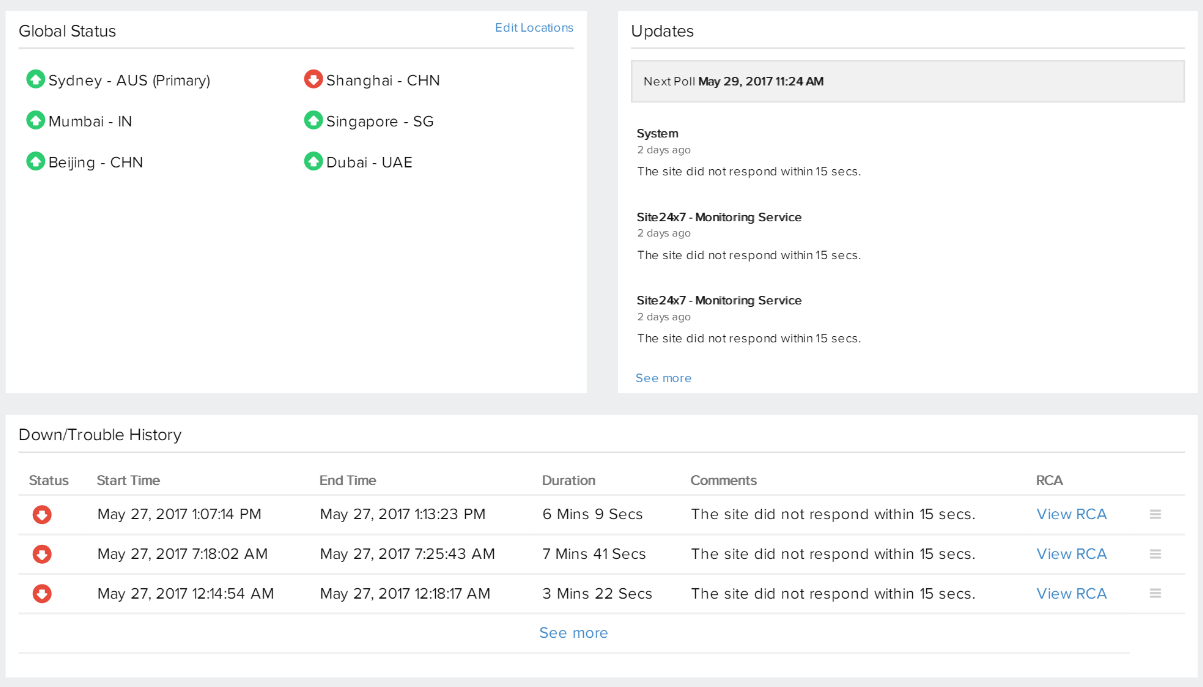 Global Status
Edit Locations
Sydney - AUS (Primary)
Shanghai - CHN
Mumbai - IN
Singapore - SG
Beijing - CHN
Dubai - UAE
Updates
Next Poll May 29, 2017 11:24 AM
System
2 days ago
The site did not respond within 15 secs.
Site24x7 - Monitoring Service
2 days ago
The site did not respond within 15 secs.
Site24x7 - Monitoring Service
2 days ago
The site did not respond within 15 secs.
See more
Down/Trouble History
Status Start Time End Time Duration Comments RCA
May 27, 2017 1:07:14 PM May 27, 2017 1:13:23 PM 6 Mins 9 Secs The site did not respond within 15 secs. View RCA
May 27, 2017 7:18:02 AM May 27, 2017 7:25:43 AM 7 Mins 41 Secs The site did not respond within 15 secs. View RCA
May 27, 2017 12:14:54 AM May 27, 2017 12:18:17 AM 3 Mins 22 Secs The site did not respond within 15 secs. View RCA
See more